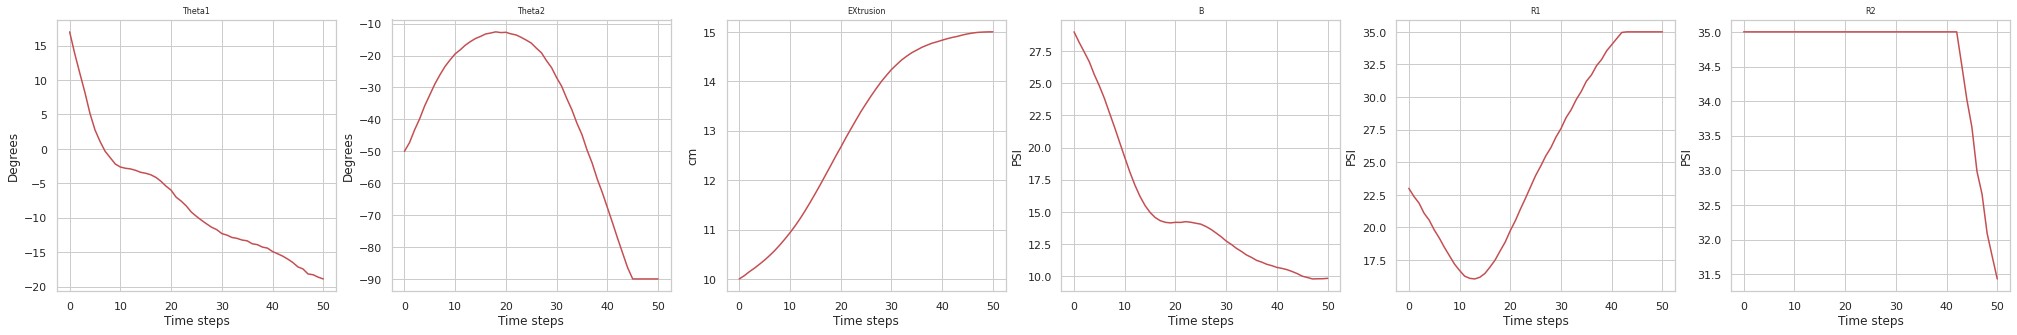 Theta1
Degrees
15
10
5
0
−5
−10
−15
−20
0 10 20 30 40 50
Time steps
Theta2
Degrees
−10
−20
−30
−40
−50
−60
−70
−80
−90
0 10 20 30 40 50
Time steps
EXtrusion
cm
15
14
13
12
11
10
0 10 20 30 40 50
Time steps
B
PSI
27.5
25.0
22.5
20.0
17.5
15.0
12.5
10.0
0 10 20 30 40 50
Time steps
R1
PSI
35.0
32.5
30.0
27.5
25.0
22.5
20.0
17.5
0 10 20 30 40 50
Time steps
R2
PSI
35.0
34.5
34.0
33.5
33.0
32.5
32.0
31.5
0 10 20 30 40 50
Time steps